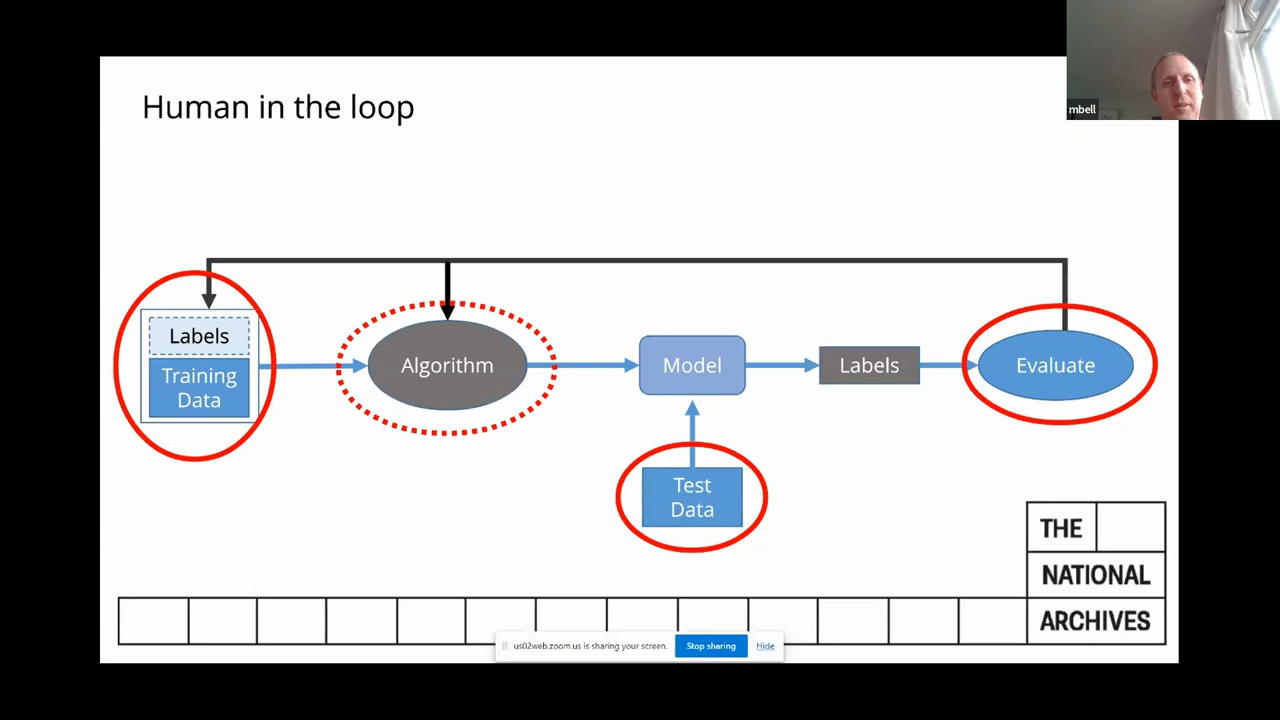 mbell
Human in the loop
Labels
Training
Data
Algorithm
Model
Labels
Evaluate
Test
Data
THE
NATIONAL
ARCHIVES
us02web.zoom.us is sharing your screen.
Stop sharing
Hide